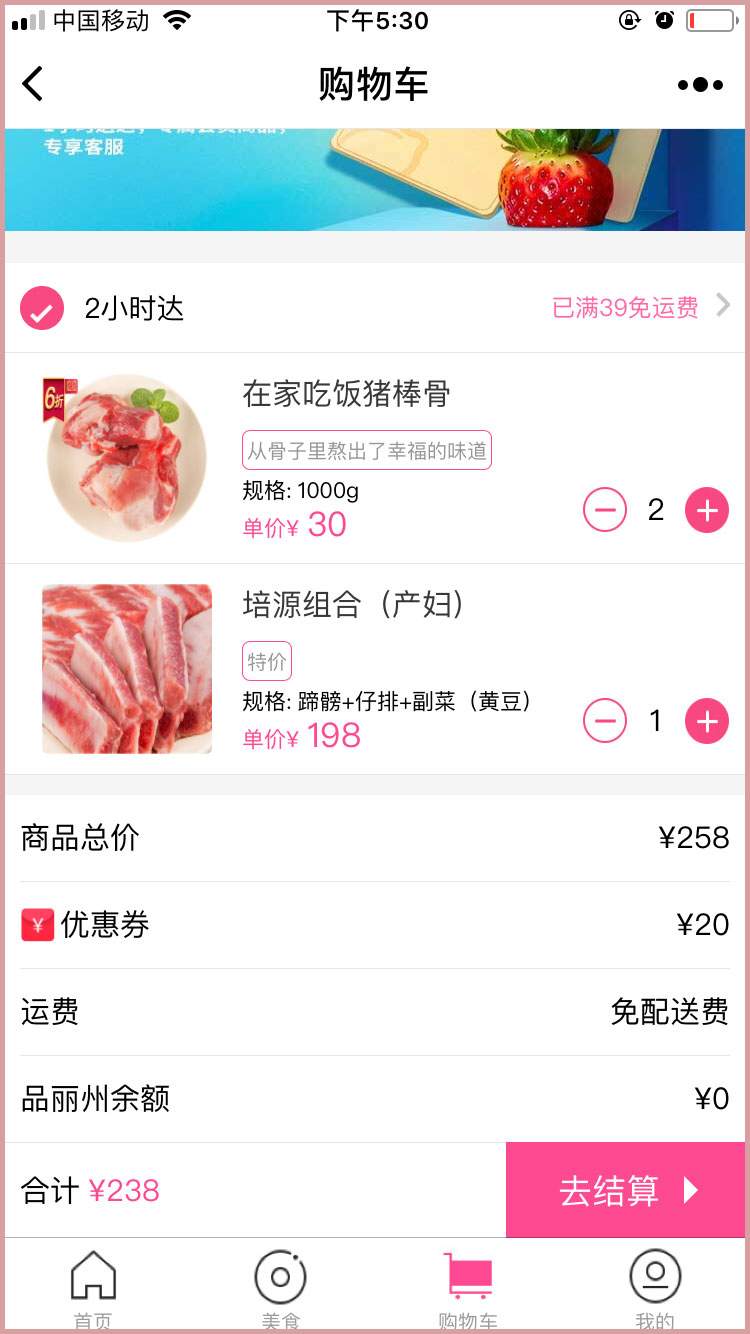 中国移动
下午5:30
购物车
专享客服
2小时达
已满39免运费
6折
在家吃饭猪棒骨
从骨子里熬出了幸福的味道
规格: 1000g
单价¥ 30
2
培源组合（产妇）
特价
规格: 蹄髈+仔排+副菜（黄豆）
单价¥ 198
1
商品总价
¥258
¥ 优惠券
¥20
运费
免配送费
品丽州余额
¥0
合计 ¥238
去结算
首页
美食
购物车
我的